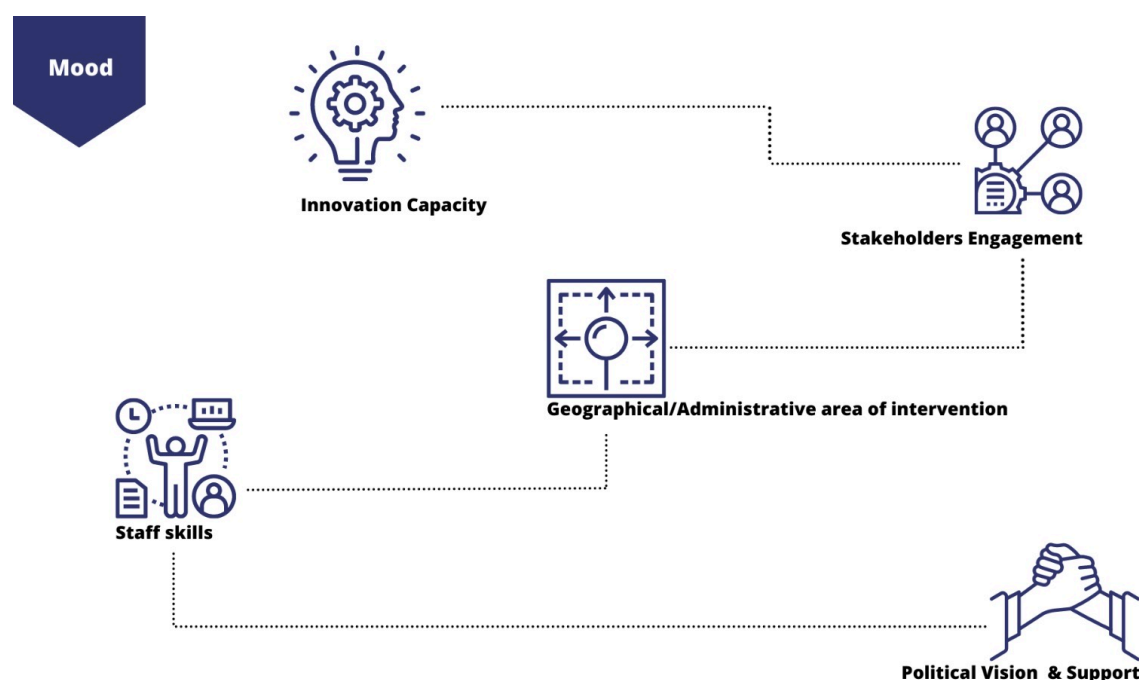 Mood
Innovation Capacity
Stakeholders Engagement
Geographical/Administrative area of intervention
Staff skills
Political Vision & Support